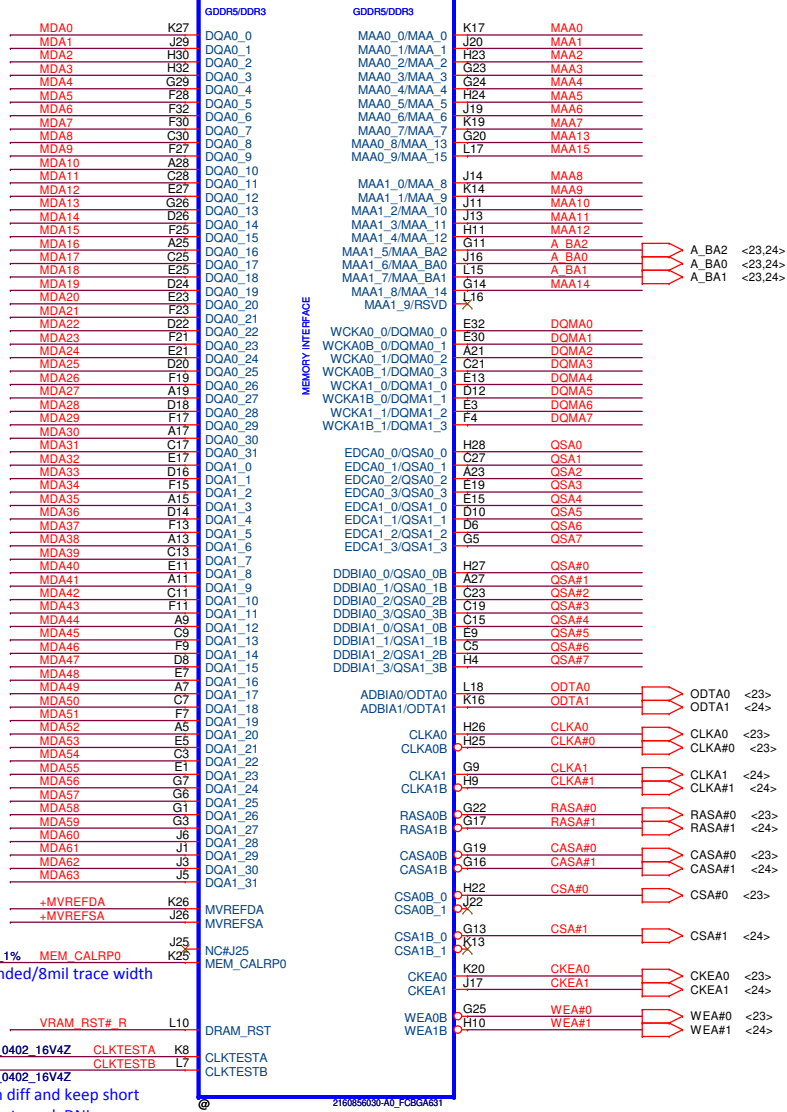 GDDR5/DDR3 GDDR5/DDR3
MDA0 K27 DQA0_0 MAA0_0/MAA_0 K17 MAA0
MDA1 J29 DQA0_1 MAA0_1/MAA_1 J20 MAA1
MDA2 H30 DQA0_2 MAA0_2/MAA_2 H23 MAA2
MDA3 H32 DQA0_3 MAA0_3/MAA_3 G23 MAA3
MDA4 G29 DQA0_4 MAA0_4/MAA_4 G24 MAA4
MDA5 F28 DQA0_5 MAA0_5/MAA_5 H24 MAA5
MDA6 F32 DQA0_6 MAA0_6/MAA_6 J19 MAA6
MDA7 F30 DQA0_7 MAA0_7/MAA_7 K19 MAA7
MDA8 C30 DQA0_8 MAA0_8/MAA_13 G20 MAA13
MDA9 F27 DQA0_9 MAA0_9/MAA_15 L17 MAA15
MDA10 A28 DQA0_10
MDA11 C28 DQA0_11 MAA1_0/MAA_8 J14 MAA8
MDA12 E27 DQA0_12 MAA1_1/MAA_9 K14 MAA9
MDA13 G26 DQA0_13 MAA1_2/MAA_10 J11 MAA10
MDA14 D26 DQA0_14 MAA1_3/MAA_11 J13 MAA11
MDA15 F25 DQA0_15 MAA1_4/MAA_12 H11 MAA12
MDA16 A25 DQA0_16 MAA1_5/MAA_BA2 G11 A_BA2 A_BA2 <23,24>
MDA17 C25 DQA0_17 MAA1_6/MAA_BA0 J16 A_BA0 A_BA0 <23,24>
MDA18 E25 DQA0_18 MAA1_7/MAA_BA1 L15 A_BA1 A_BA1 <23,24>
MDA19 D24 DQA0_19 MAA1_8/MAA_14 G14 MAA14
MDA20 E23 DQA0_20 MAA1_9/RSVD L16
MDA21 F23 DQA0_21
MDA22 D22 DQA0_22 WCKA0_0/DQMA0_0 E32 DQMA0
MDA23 F21 DQA0_23 WCKA0B_0/DQMA0_1 E30 DQMA1
MDA24 E21 DQA0_24 WCKA0_1/DQMA0_2 A21 DQMA2
MDA25 D20 DQA0_25 WCKA0B_1/DQMA0_3 C21 DQMA3
MDA26 F19 DQA0_26 WCKA1_0/DQMA1_0 E13 DQMA4
MDA27 A19 DQA0_27 WCKA1B_0/DQMA1_1 D12 DQMA5
MDA28 D18 DQA0_28 WCKA1_1/DQMA1_2 E3 DQMA6
MDA29 F17 DQA0_29 WCKA1B_1/DQMA1_3 F4 DQMA7
MEMORY INTERFACE
MDA30 A17 DQA0_30
MDA31 C17 DQA0_31 EDCA0_0/QSA0_0 H28 QSA0
MDA32 E17 DQA1_0 EDCA0_1/QSA0_1 C27 QSA1
MDA33 D16 DQA1_1 EDCA0_2/QSA0_2 A23 QSA2
MDA34 F15 DQA1_2 EDCA0_3/QSA0_3 E19 QSA3
MDA35 A15 DQA1_3 EDCA1_0/QSA1_0 E15 QSA4
MDA36 D14 DQA1_4 EDCA1_1/QSA1_1 D10 QSA5
MDA37 F13 DQA1_5 EDCA1_2/QSA1_2 D6 QSA6
MDA38 A13 DQA1_6 EDCA1_3/QSA1_3 G5 QSA7
MDA39 C13 DQA1_7
MDA40 E11 DQA1_8 DDBIA0_0/QSA0_0B H27 QSA#0
MDA41 A11 DQA1_9 DDBIA0_1/QSA0_1B A27 QSA#1
MDA42 C11 DQA1_10 DDBIA0_2/QSA0_2B C23 QSA#2
MDA43 F11 DQA1_11 DDBIA0_3/QSA0_3B C19 QSA#3
MDA44 A9 DQA1_12 DDBIA1_0/QSA1_0B C15 QSA#4
MDA45 C9 DQA1_13 DDBIA1_1/QSA1_1B E9 QSA#5
MDA46 F9 DQA1_14 DDBIA1_2/QSA1_2B C5 QSA#6
MDA47 D8 DQA1_15 DDBIA1_3/QSA1_3B H4 QSA#7
MDA48 E7 DQA1_16
MDA49 A7 DQA1_17 ADBIA0/ODTA0 L18 ODTA0 ODTA0 <23>
MDA50 C7 DQA1_18 ADBIA1/ODTA1 K16 ODTA1 ODTA1 <24>
MDA51 F7 DQA1_19
MDA52 A5 DQA1_20 CLKA0 H26 CLKA0 CLKA0 <23>
MDA53 E5 DQA1_21 CLKA0B H25 CLKA#0 CLKA#0 <23>
MDA54 C3 DQA1_22
MDA55 E1 DQA1_23 CLKA1 G9 CLKA1 CLKA1 <24>
MDA56 G7 DQA1_24 CLKA1B H9 CLKA#1 CLKA#1 <24>
MDA57 G6 DQA1_25
MDA58 G1 DQA1_26 RASA0B G22 RASA#0 RASA#0 <23>
MDA59 G3 DQA1_27 RASA1B G17 RASA#1 RASA#1 <24>
MDA60 J6 DQA1_28
MDA61 J1 DQA1_29 CASA0B G19 CASA#0 CASA#0 <23>
MDA62 J3 DQA1_30 CASA1B G16 CASA#1 CASA#1 <24>
MDA63 J5 DQA1_31
+MVREFDA K26 MVREFDA CSA0B_0 H22 CSA#0 CSA#0 <23>
+MVREFSA J26 MVREFSA CSA0B_1 J22
J25 NC#J25 CSA1B_0 G13 CSA#1 CSA#1 <24>
_1% MEM_CALRP0 K25 MEM_CALRP0 CSA1B_1 K13
nded/8mil trace width
CKEA0 K20 CKEA0 CKEA0 <23>
CKEA1 J17 CKEA1 CKEA1 <24>
VRAM_RST#_R L10 DRAM_RST WEA0B G25 WEA#0 WEA#0 <23>
WEA1B H10 WEA#1 WEA#1 <24>
_0402_16V4Z CLKTESTA K8 CLKTESTA
CLKTESTB L7 CLKTESTB
_0402_16V4Z
diff and keep short
@ 2160856030-A0_FCBGA631